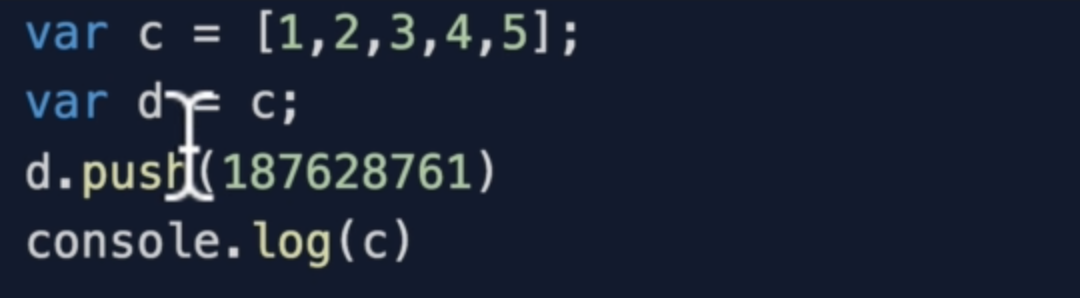 var c = [1,2,3,4,5];
var d = c;
d.push(187628761)
console.log(c)